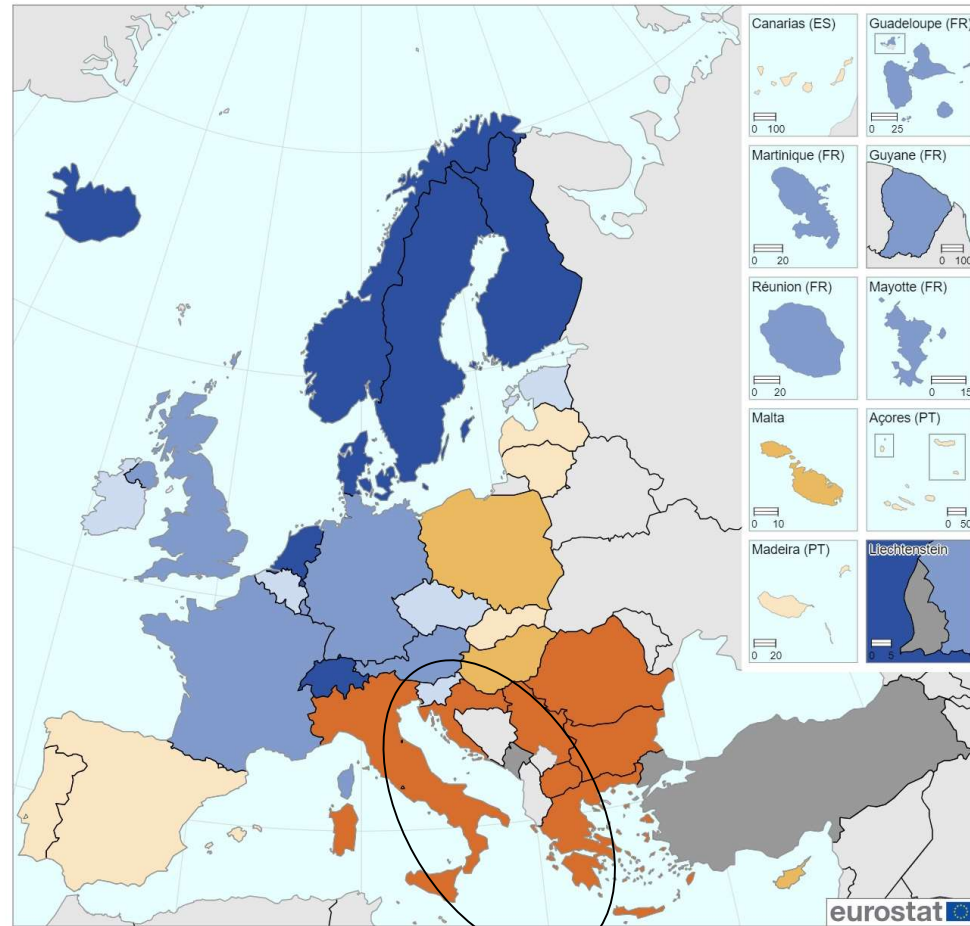 Canarias (ES)
0 100
Guadeloupe (FR)
0 25
Martinique (FR)
0 20
Guyane (FR)
0 100
Réunion (FR)
0 20
Mayotte (FR)
0 15
Malta
0 10
Açores (PT)
0 50
Madeira (PT)
0 20
Liechtenstein
0 5
eurostat